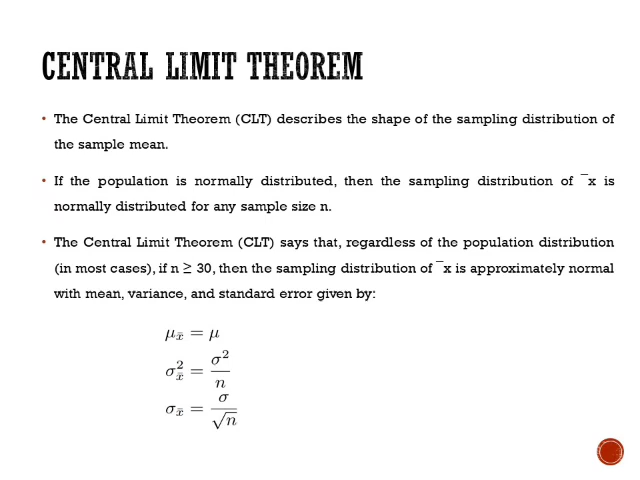 CENTRAL LIMIT THEOREM
• The Central Limit Theorem (CLT) describes the shape of the sampling distribution of
the sample mean.
• If the population is normally distributed, then the sampling distribution of ¯x is
normally distributed for any sample size n.
• The Central Limit Theorem (CLT) says that, regardless of the population distribution
(in most cases), if n ≥ 30, then the sampling distribution of ¯x is approximately normal
with mean, variance, and standard error given by:
μ_x̄ = μ
σ²_x̄ = σ²/n
σ_x̄ = σ/√n